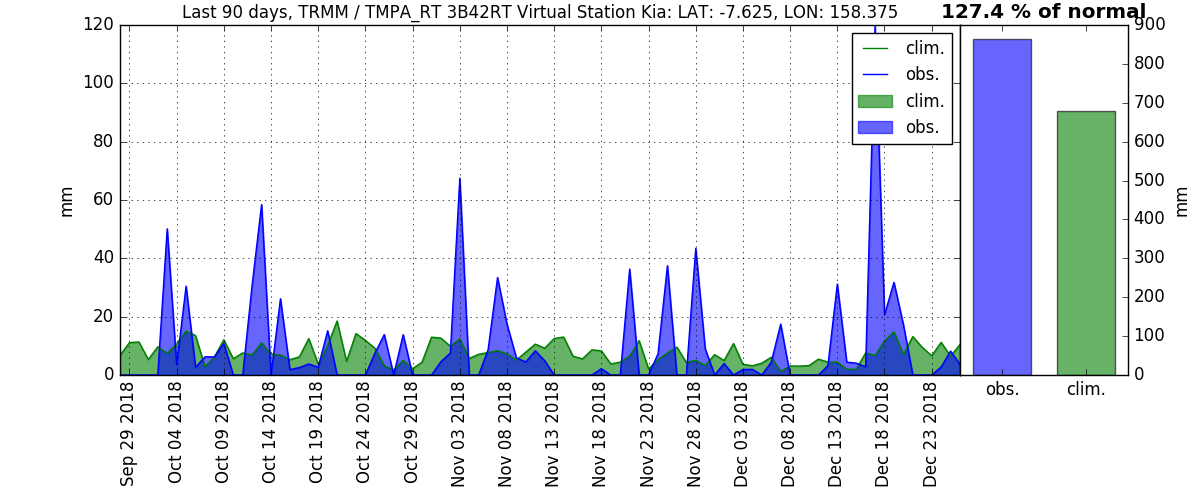 Last 90 days, TRMM / TMPA_RT 3B42RT Virtual Station Kia: LAT: -7.625, LON: 158.375
127.4 % of normal
120
100
80
60
40
20
0
mm
clim.
obs.
clim.
obs.
900
800
700
600
500
400
300
200
100
0
mm
obs.
clim.
Sep 29 2018
Oct 04 2018
Oct 09 2018
Oct 14 2018
Oct 19 2018
Oct 24 2018
Oct 29 2018
Nov 03 2018
Nov 08 2018
Nov 13 2018
Nov 18 2018
Nov 23 2018
Nov 28 2018
Dec 03 2018
Dec 08 2018
Dec 13 2018
Dec 18 2018
Dec 23 2018